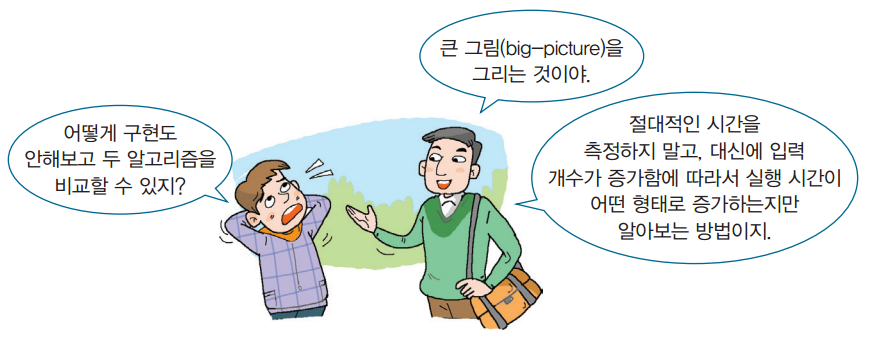 어떻게 구현도
안해보고 두 알고리즘을
비교할 수 있지?
큰 그림(big-picture)을
그리는 것이야.
절대적인 시간을
측정하지 말고, 대신에 입력
개수가 증가함에 따라서 실행 시간이
어떤 형태로 증가하는지만
알아보는 방법이지.